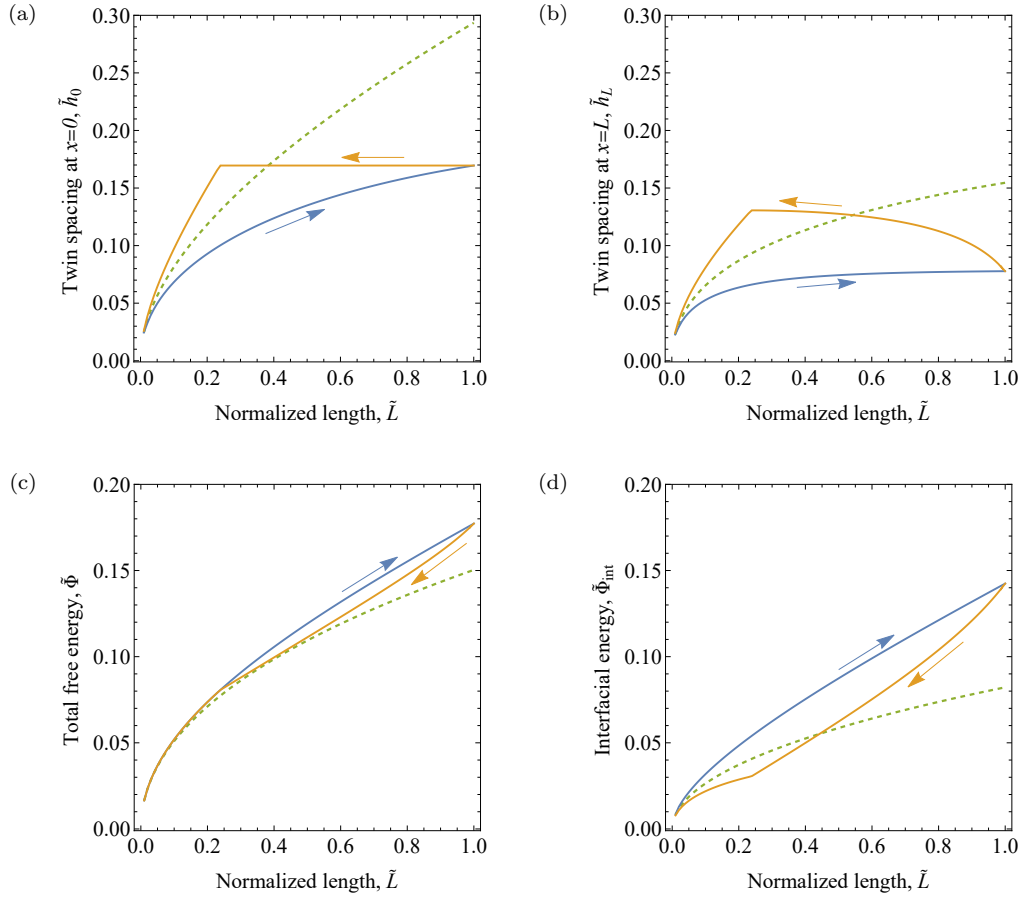 (a)
0.30
0.25
0.20
0.15
0.10
0.05
0.00
Twin spacing at x=0, h̃₀
0.0 0.2 0.4 0.6 0.8 1.0
Normalized length, L̃
(b)
0.30
0.25
0.20
0.15
0.10
0.05
0.00
Twin spacing at x=L, h̃_L
0.0 0.2 0.4 0.6 0.8 1.0
Normalized length, L̃
(c)
0.20
0.15
0.10
0.05
0.00
Total free energy, Φ̃
0.0 0.2 0.4 0.6 0.8 1.0
Normalized length, L̃
(d)
0.20
0.15
0.10
0.05
0.00
Interfacial energy, Φ̃_int
0.0 0.2 0.4 0.6 0.8 1.0
Normalized length, L̃